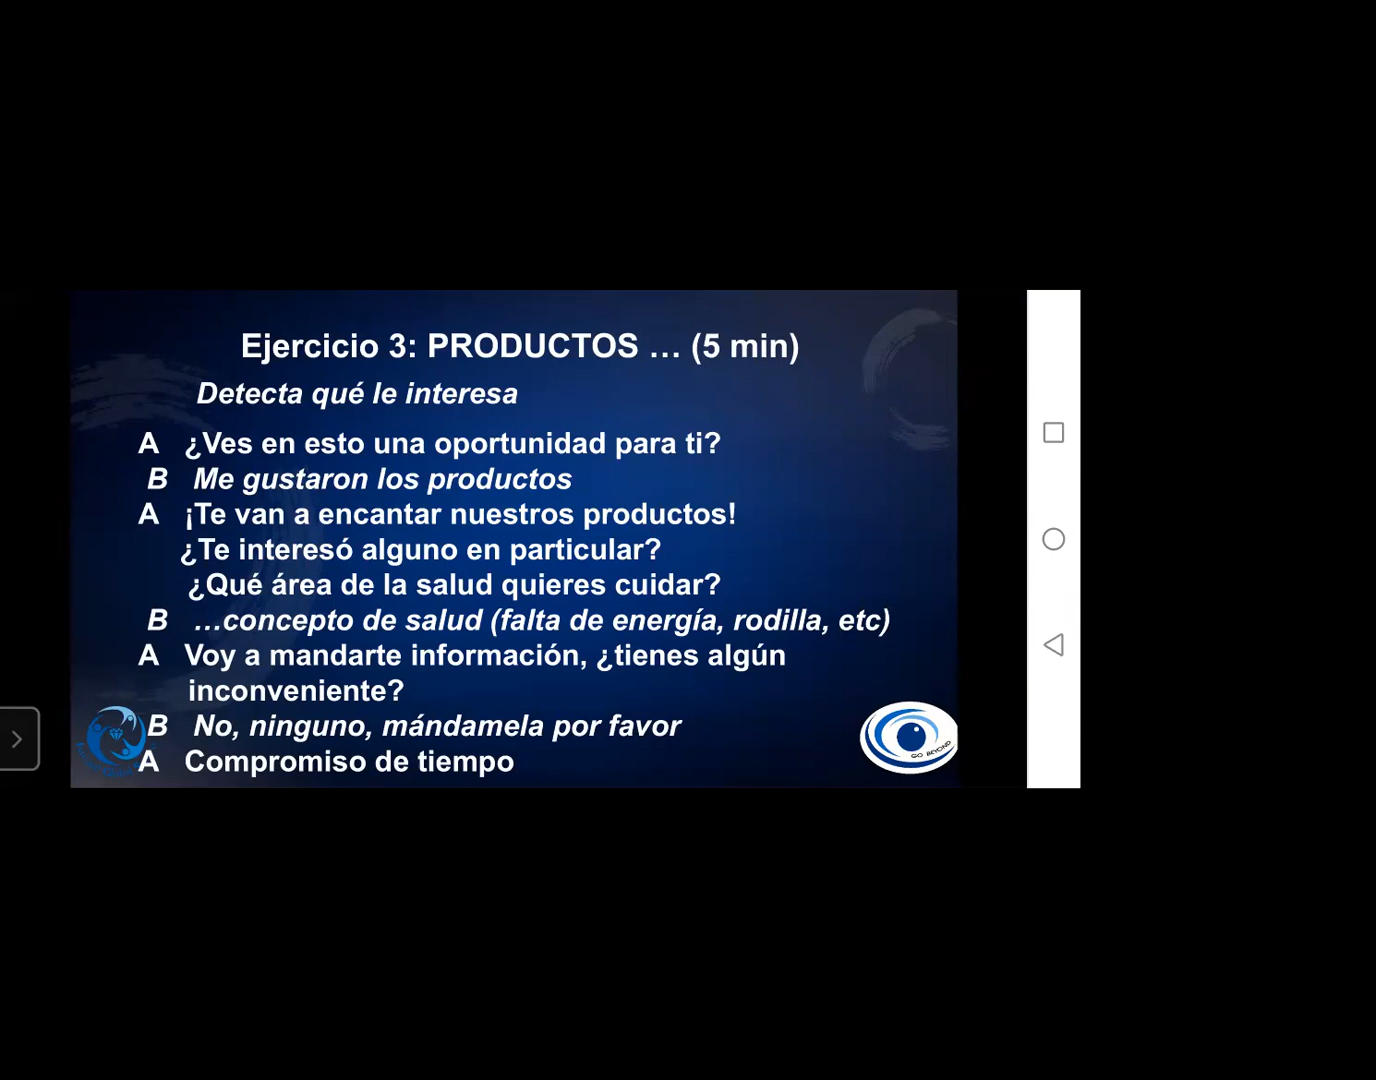 Ejercicio 3: PRODUCTOS ... (5 min)
Detecta qué le interesa
A ¿Ves en esto una oportunidad para ti?
B Me gustaron los productos
A ¡Te van a encantar nuestros productos!
¿Te interesó alguno en particular?
¿Qué área de la salud quieres cuidar?
B ...concepto de salud (falta de energía, rodilla, etc)
A Voy a mandarte información, ¿tienes algún
inconveniente?
B No, ninguno, mándamela por favor
A Compromiso de tiempo
GO BEYOND